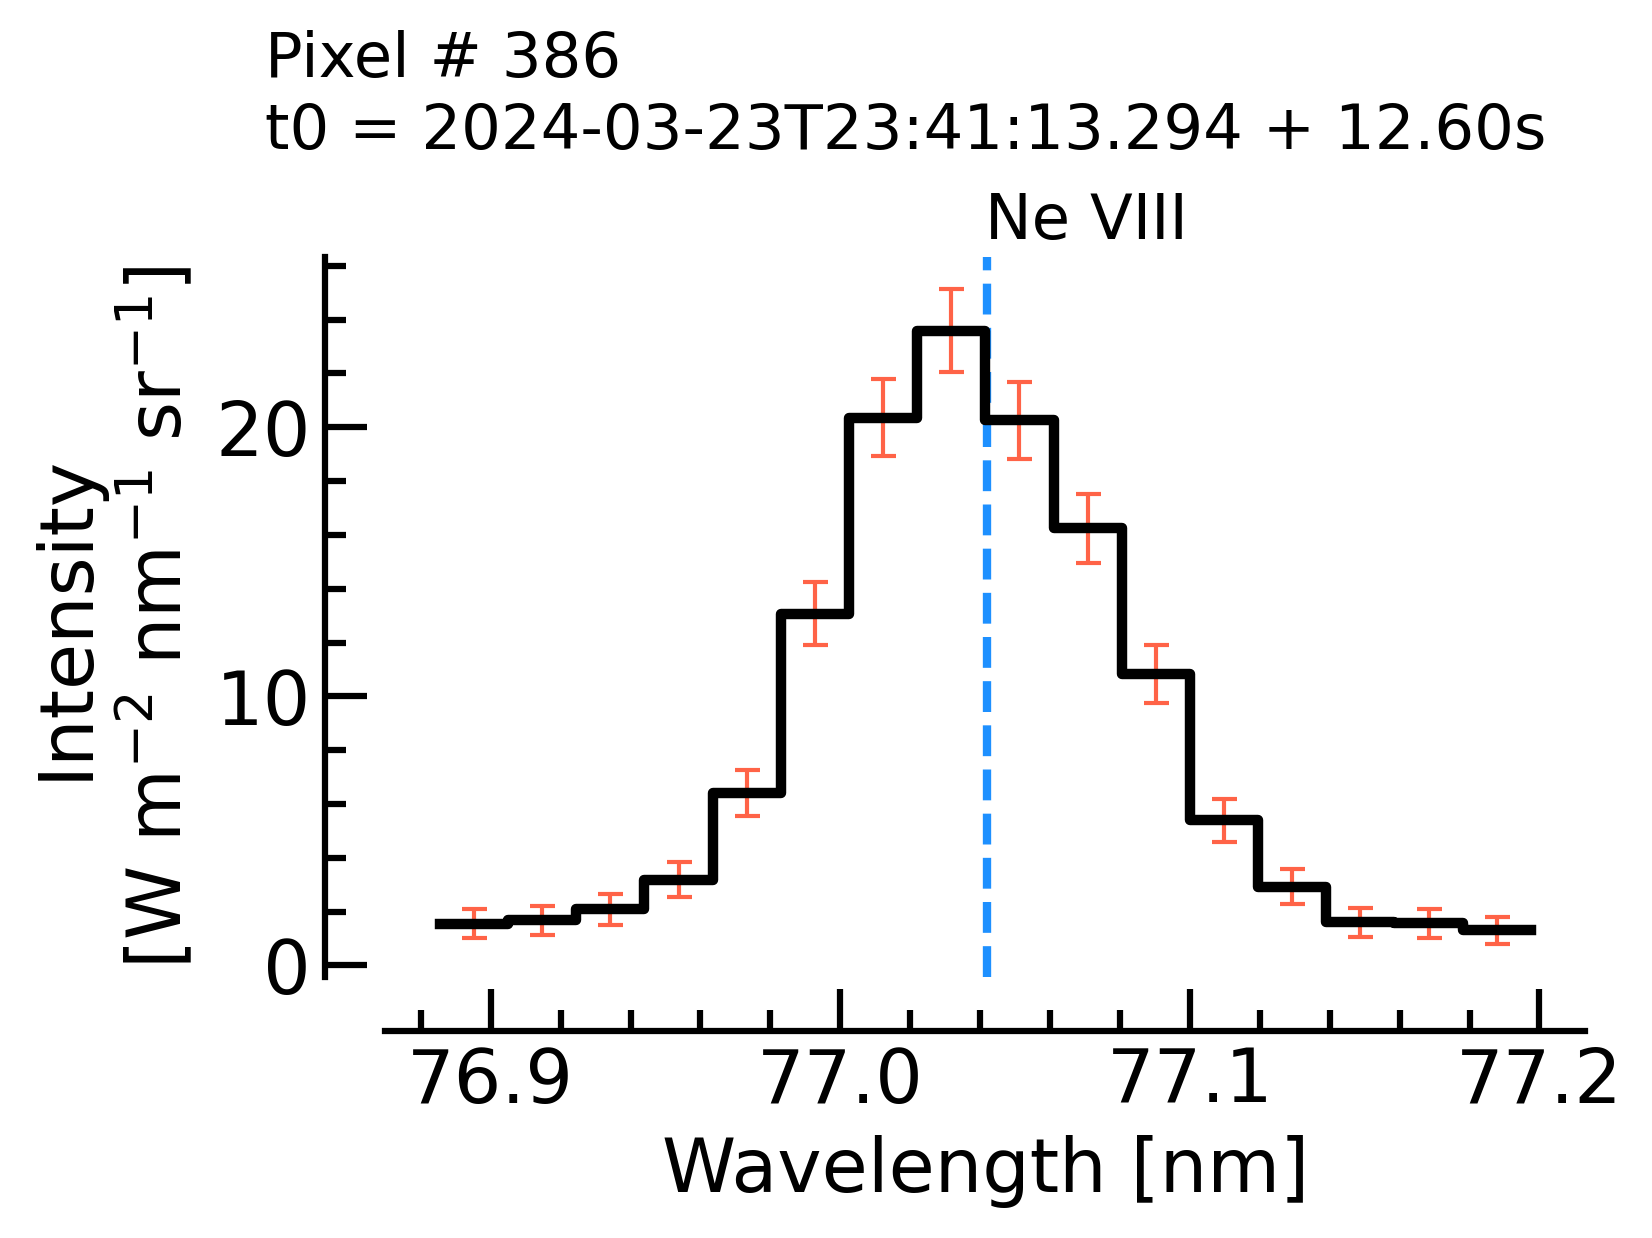 Pixel # 386
t0 = 2024-03-23T23:41:13.294 + 12.60s
Ne VIII
Intensity
[W m⁻² nm⁻¹ sr⁻¹]
20
10
0
76.9 77.0 77.1 77.2
Wavelength [nm]